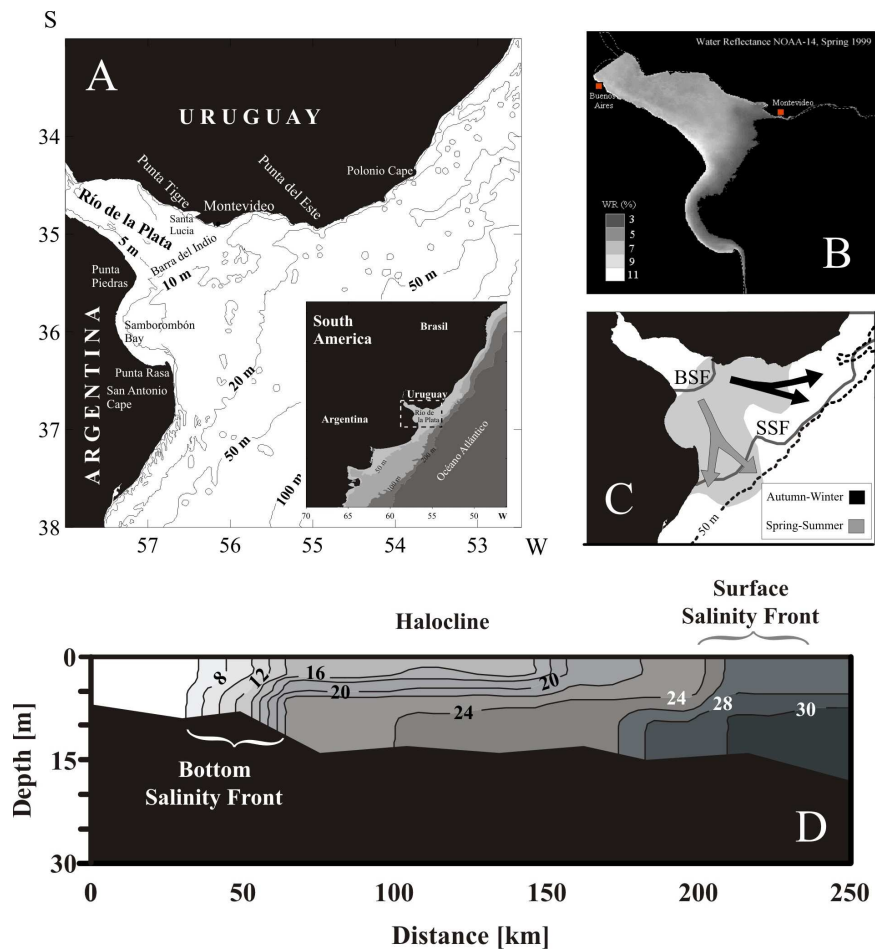 S
A
URUGUAY
34
35
36
37
38
57
56
55
54
53
W
Punta Tigre
Punta del Este
Polonio Cape
Montevideo
Santa
Lucia
Río de la Plata
Barra del Indio
5 m
10 m
20 m
50 m
50 m
100 m
Punta
Piedras
Samborombón
Bay
Punta Rasa
San Antonio
Cape
ARGENTINA
South
America
Brasil
Uruguay
Argentina
Río de
la Plata
Océano Atlántico
50 m
70
65
60
55
50
W
Water Reflectance NOAA-14, Spring 1999
Buenos
Aires
Montevideo
WR (%)
3
5
7
9
11
B
BSF
SSF
C
50 m
Autumn-Winter
Spring-Summer
Halocline
Surface
Salinity Front
0
15
30
Depth [m]
8
12
16
20
20
24
24
28
30
Bottom
Salinity Front
D
0
50
100
150
200
250
Distance [km]